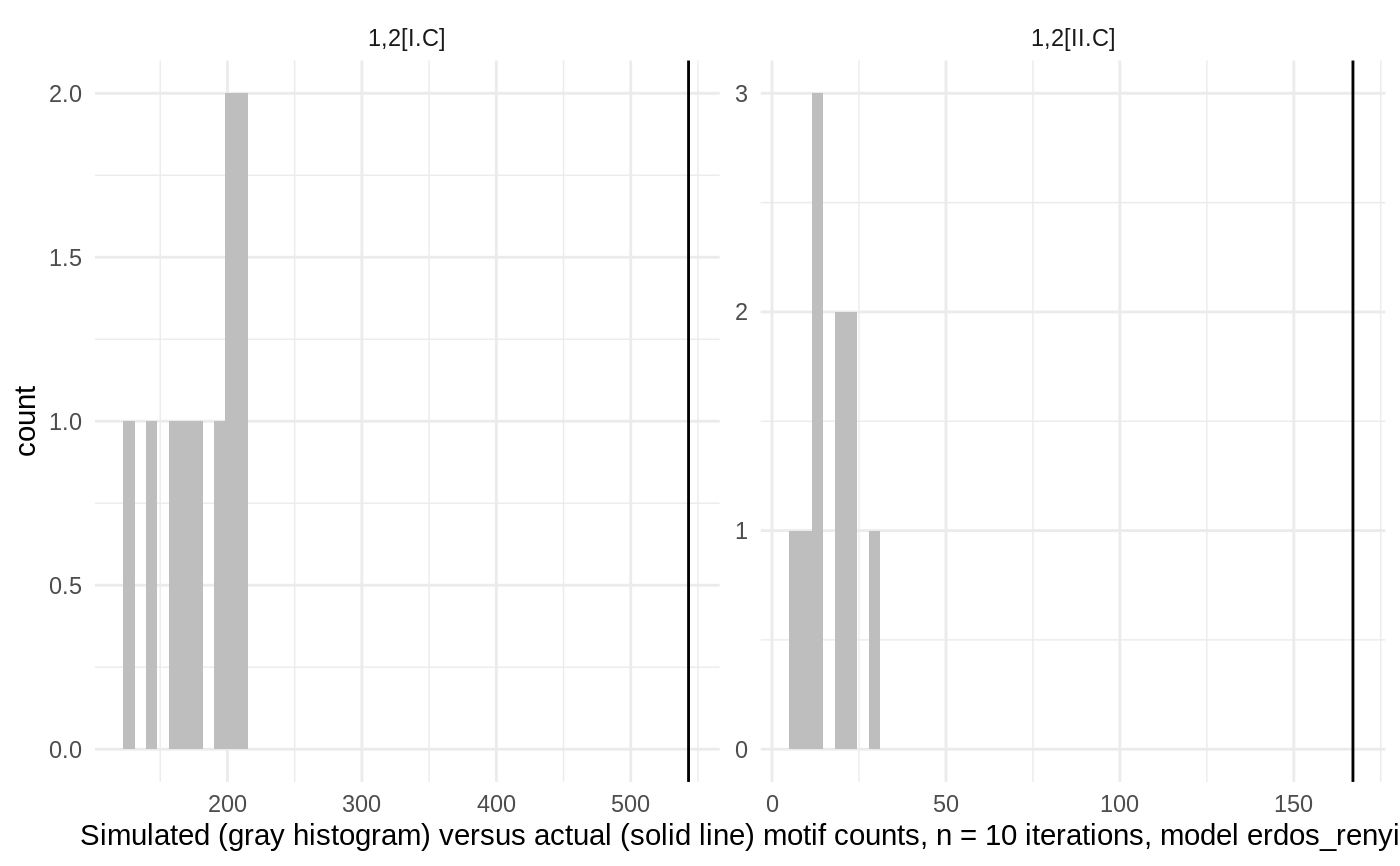 1,2[I.C]
1,2[II.C]
count
2.0
1.5
1.0
0.5
0.0
3
2
1
0
200 300 400 500
0 50 100 150
Simulated (gray histogram) versus actual (solid line) motif counts, n = 10 iterations, model erdos_renyi